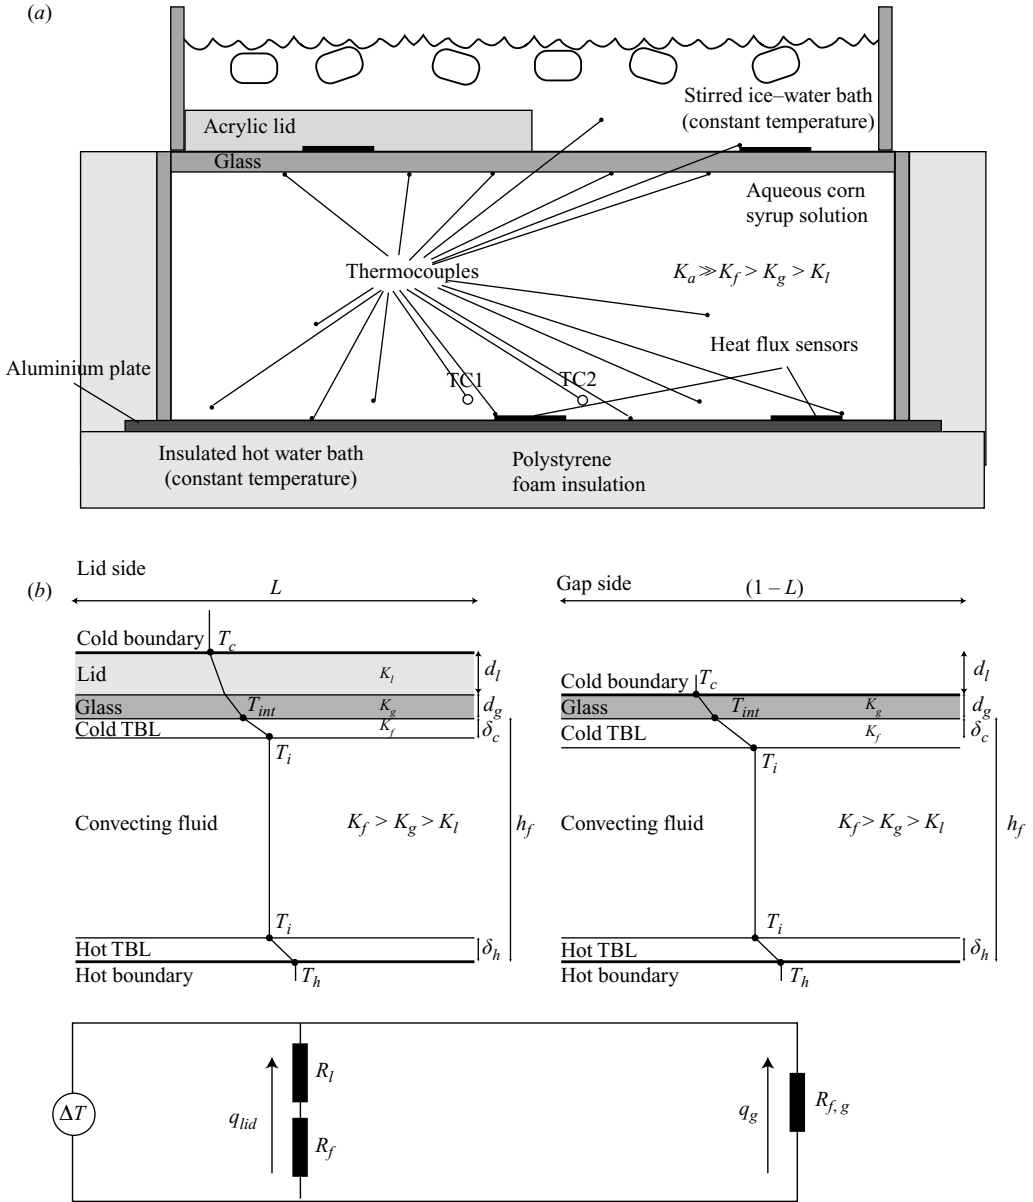 (a)
Stirred ice–water bath
(constant temperature)
Acrylic lid
Glass
Aqueous corn
syrup solution
Thermocouples
K_a ≫ K_f > K_g > K_l
Heat flux sensors
Aluminium plate
TC1
TC2
Insulated hot water bath
(constant temperature)
Polystyrene
foam insulation
(b)
Lid side
L
Cold boundary
T_c
Lid
K_l
d_l
Glass
T_int
K_g
d_g
Cold TBL
K_f
δ_c
T_i
Convecting fluid
K_f > K_g > K_l
h_f
T_i
Hot TBL
δ_h
Hot boundary
T_h
Gap side
(1 – L)
Cold boundary
T_c
d_l
Glass
T_int
K_g
d_g
Cold TBL
K_f
δ_c
T_i
Convecting fluid
K_f > K_g > K_l
h_f
T_i
Hot TBL
δ_h
Hot boundary
T_h
ΔT
q_lid
R_l
R_f
q_g
R_f, g